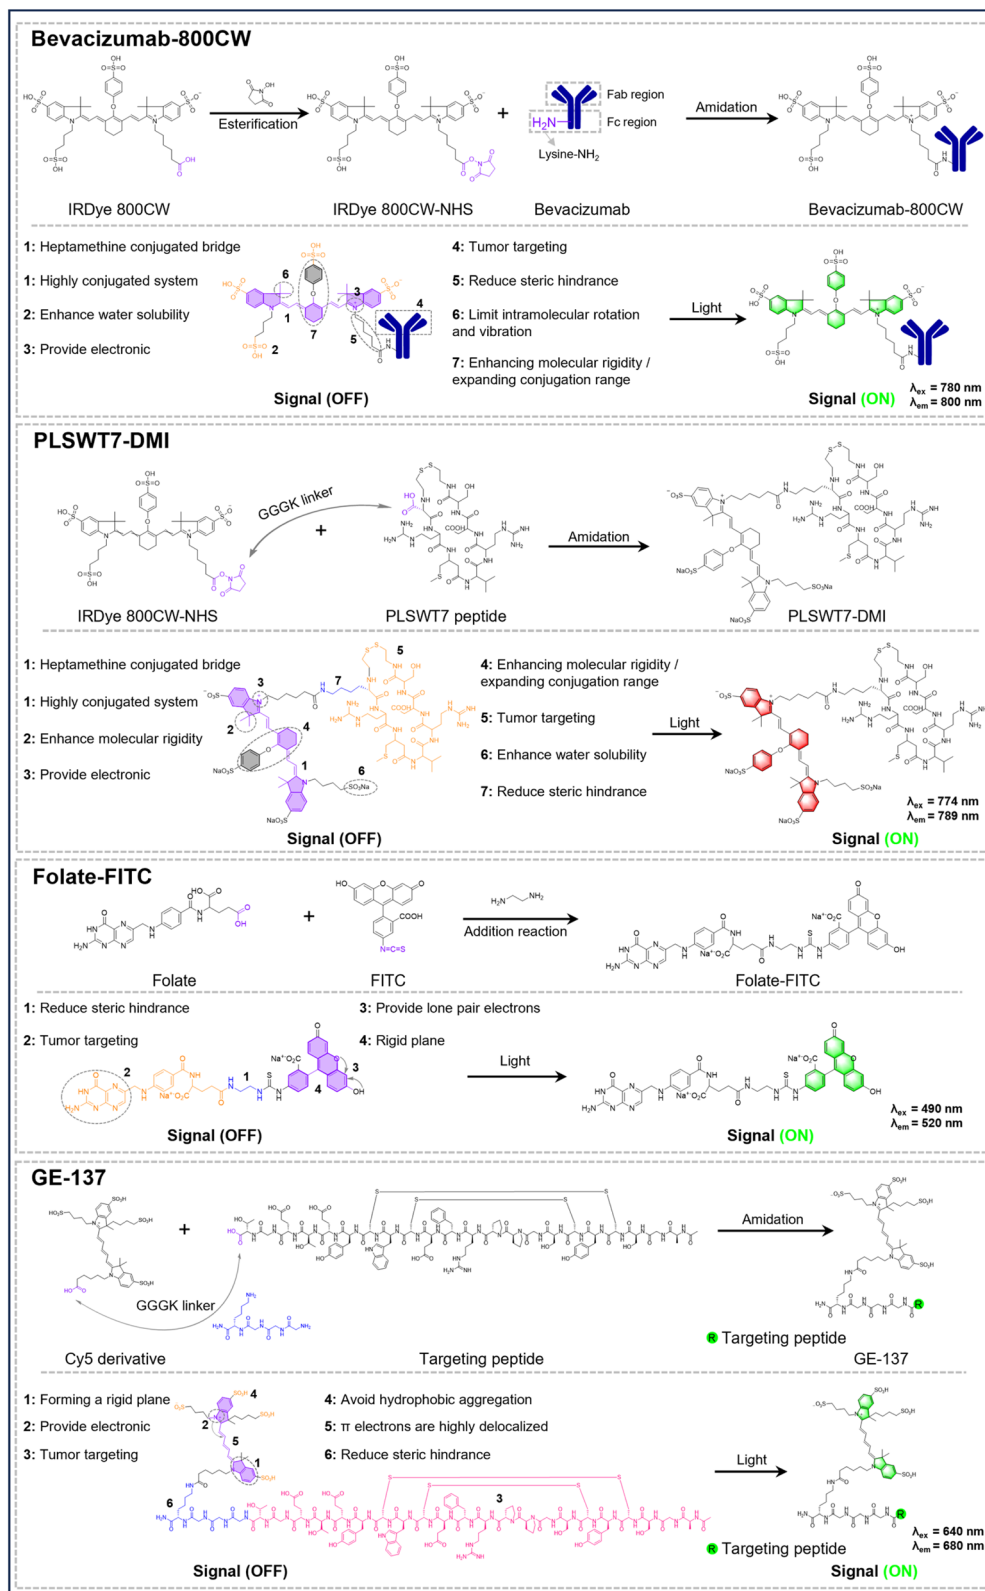 Bevacizumab-800CW
Esterification
Fab region
Fc region
H₂N
Lysine-NH₂
Amidation
IRDye 800CW
IRDye 800CW-NHS
Bevacizumab
Bevacizumab-800CW
1: Heptamethine conjugated bridge
1: Highly conjugated system
2: Enhance water solubility
3: Provide electronic
4: Tumor targeting
5: Reduce steric hindrance
6: Limit intramolecular rotation
and vibration
7: Enhancing molecular rigidity /
expanding conjugation range
Light
Signal (OFF)
Signal (ON)
λex = 780 nm
λem = 800 nm
PLSWT7-DMI
GGGK linker
Amidation
IRDye 800CW-NHS
PLSWT7 peptide
PLSWT7-DMI
1: Heptamethine conjugated bridge
1: Highly conjugated system
2: Enhance molecular rigidity
3: Provide electronic
4: Enhancing molecular rigidity /
expanding conjugation range
5: Tumor targeting
6: Enhance water solubility
7: Reduce steric hindrance
Light
Signal (OFF)
Signal (ON)
λex = 774 nm
λem = 789 nm
Folate-FITC
Addition reaction
Folate
FITC
Folate-FITC
1: Reduce steric hindrance
2: Tumor targeting
3: Provide lone pair electrons
4: Rigid plane
Light
Signal (OFF)
Signal (ON)
λex = 490 nm
λem = 520 nm
GE-137
Amidation
GGGK linker
R Targeting peptide
Cy5 derivative
Targeting peptide
GE-137
1: Forming a rigid plane
2: Provide electronic
3: Tumor targeting
4: Avoid hydrophobic aggregation
5: π electrons are highly delocalized
6: Reduce steric hindrance
Light
R Targeting peptide
Signal (OFF)
Signal (ON)
λex = 640 nm
λem = 680 nm